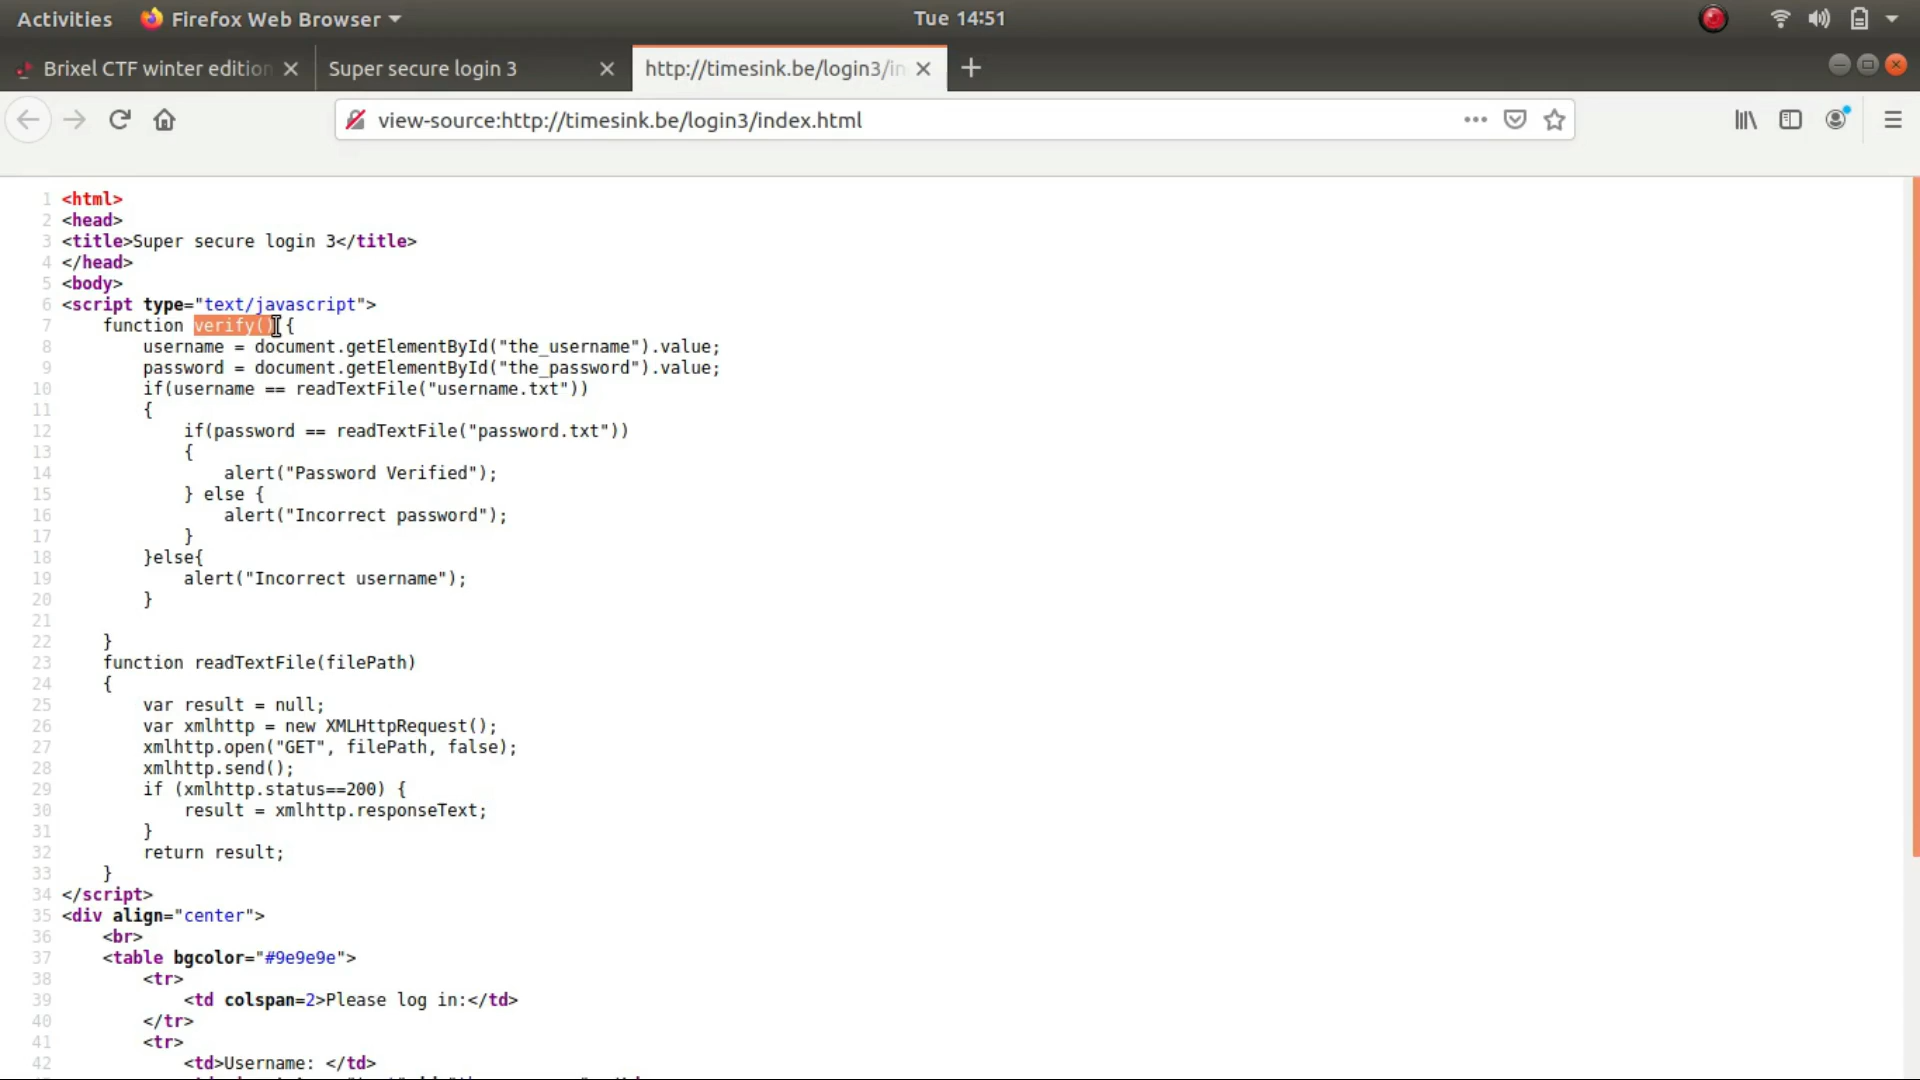 Activities Firefox Web Browser Tue 14:51
Brixel CTF winter edition Super secure login 3 http://timesink.be/login3/in
view-source:http://timesink.be/login3/index.html
1 <html>
2 <head>
3 <title>Super secure login 3</title>
4 </head>
5 <body>
6 <script type="text/javascript">
7 function verify() {
8 username = document.getElementById("the_username").value;
9 password = document.getElementById("the_password").value;
10 if(username == readTextFile("username.txt"))
11 {
12 if(password == readTextFile("password.txt"))
13 {
14 alert("Password Verified");
15 } else {
16 alert("Incorrect password");
17 }
18 }else{
19 alert("Incorrect username");
20 }
21
22 }
23 function readTextFile(filePath)
24 {
25 var result = null;
26 var xmlhttp = new XMLHttpRequest();
27 xmlhttp.open("GET", filePath, false);
28 xmlhttp.send();
29 if (xmlhttp.status==200) {
30 result = xmlhttp.responseText;
31 }
32 return result;
33 }
34 </script>
35 <div align="center">
36 <br>
37 <table bgcolor="#9e9e9e">
38 <tr>
39 <td colspan=2>Please log in:</td>
40 </tr>
41 <tr>
42 <td>Username: </td>